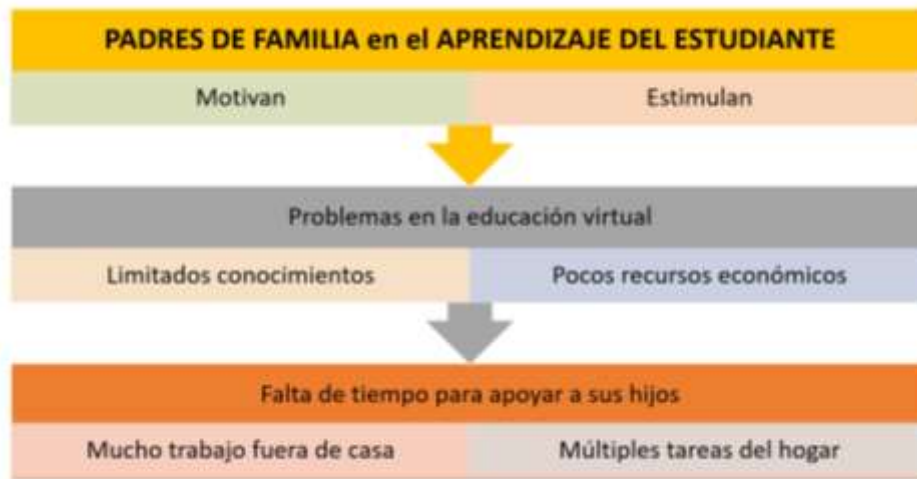 PADRES DE FAMILIA en el APRENDIZAJE DEL ESTUDIANTE
Motivan
Estimulan
Problemas en la educación virtual
Limitados conocimientos
Pocos recursos económicos
Falta de tiempo para apoyar a sus hijos
Mucho trabajo fuera de casa
Múltiples tareas del hogar